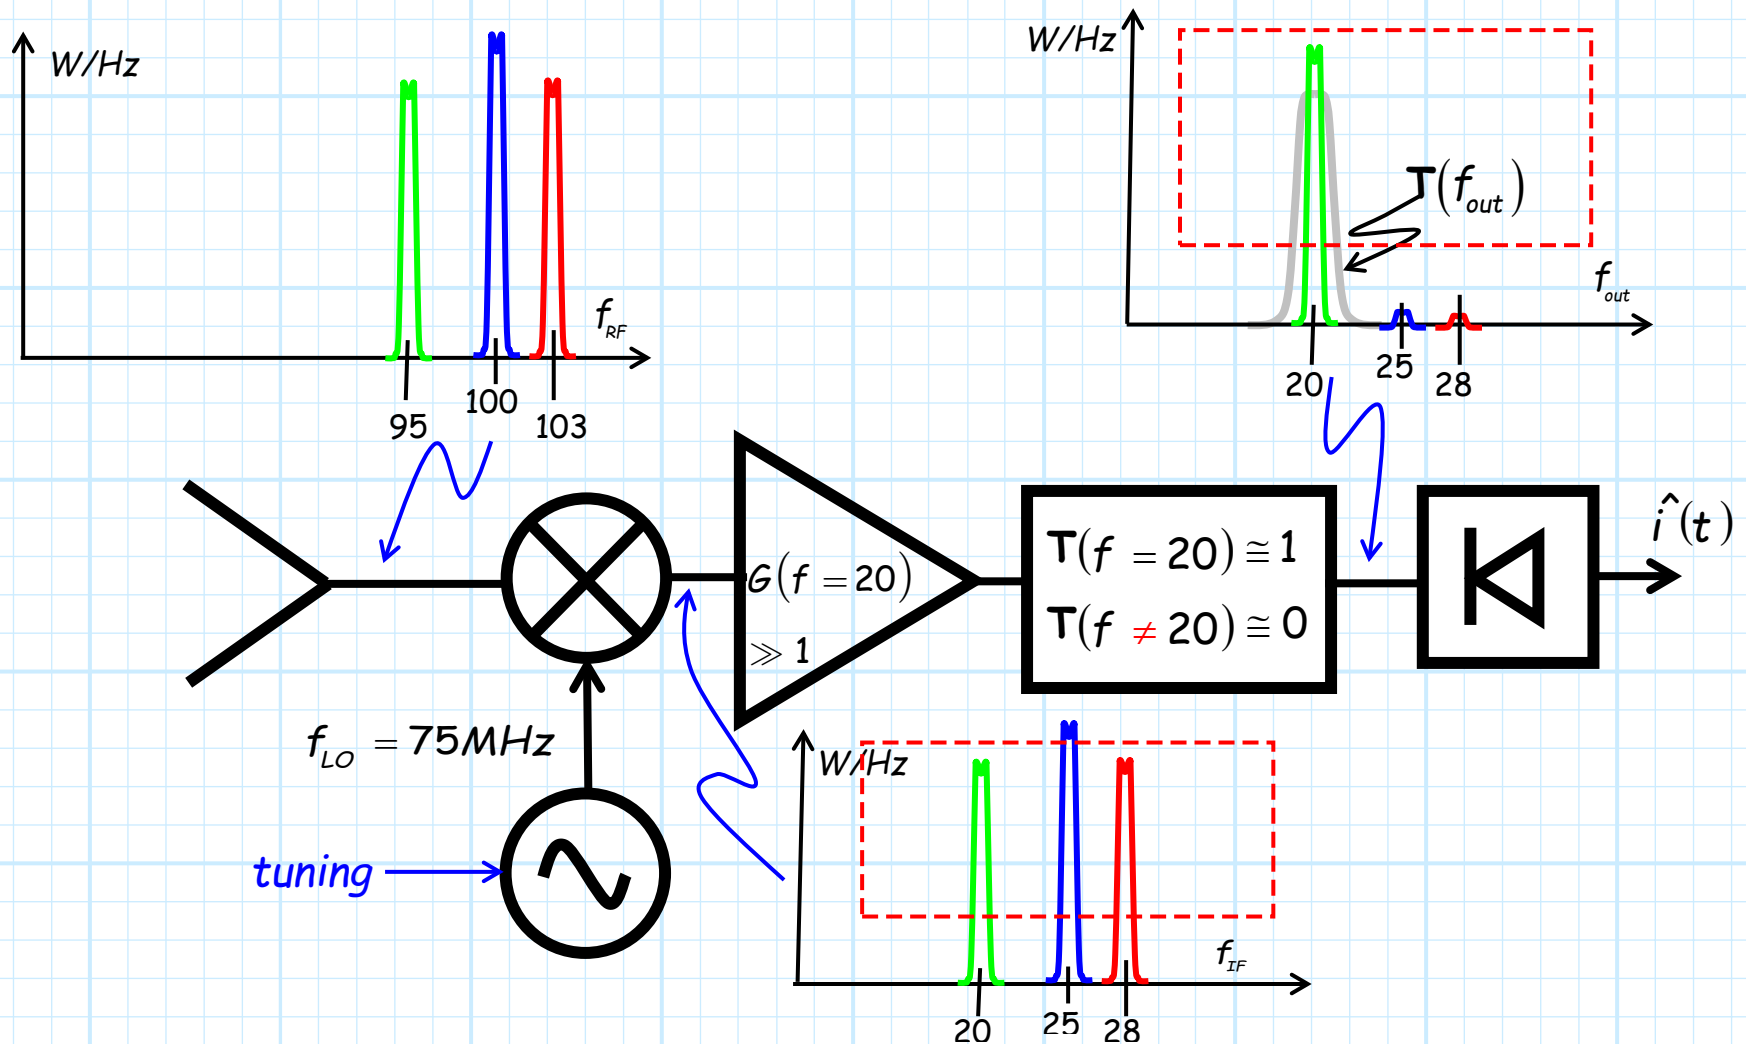 W/Hz
f_RF
95
100
103
W/Hz
T(f_out)
f_out
20
25
28
G(f = 20)
≫ 1
T(f = 20) ≅ 1
T(f ≠ 20) ≅ 0
î(t)
f_LO = 75MHz
tuning
W/Hz
f_IF
20
25
28